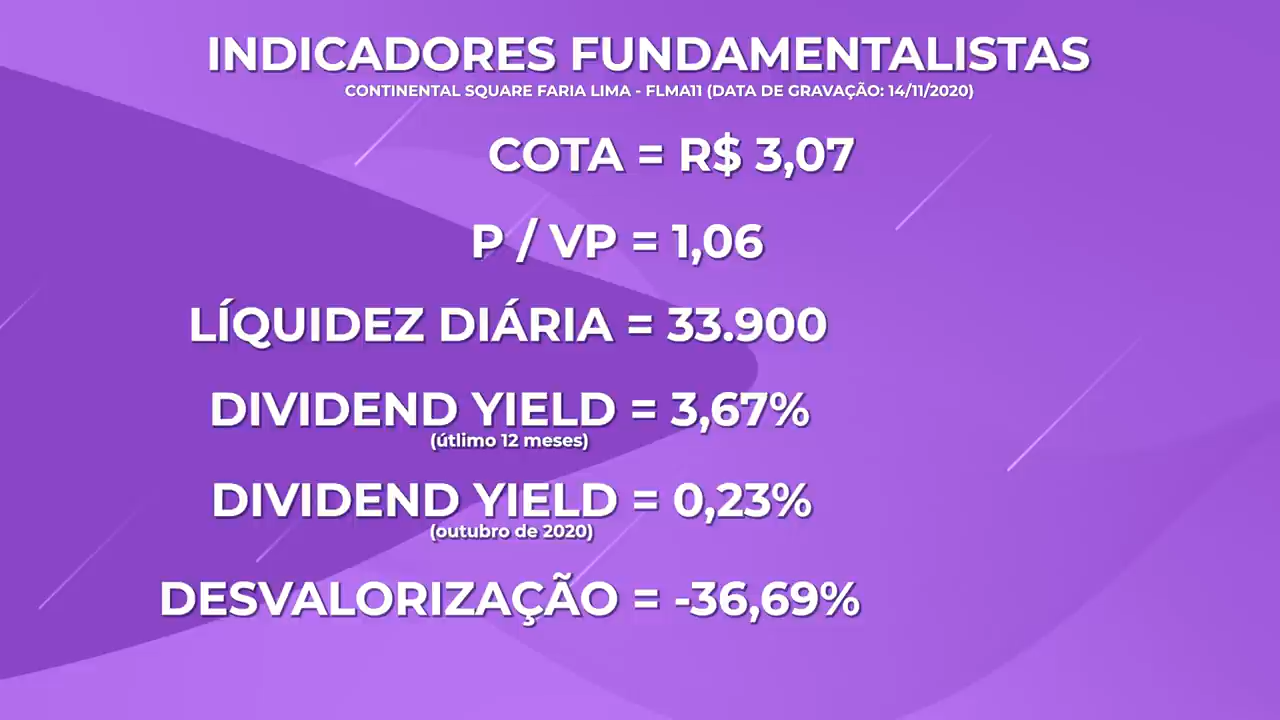 INDICADORES FUNDAMENTALISTAS
CONTINENTAL SQUARE FARIA LIMA - FLMA11 (DATA DE GRAVAÇÃO: 14/11/2020)
COTA = R$ 3,07
P / VP = 1,06
LÍQUIDEZ DIÁRIA = 33.900
DIVIDEND YIELD = 3,67%
(útlimo 12 meses)
DIVIDEND YIELD = 0,23%
(outubro de 2020)
DESVALORIZAÇÃO = -36,69%